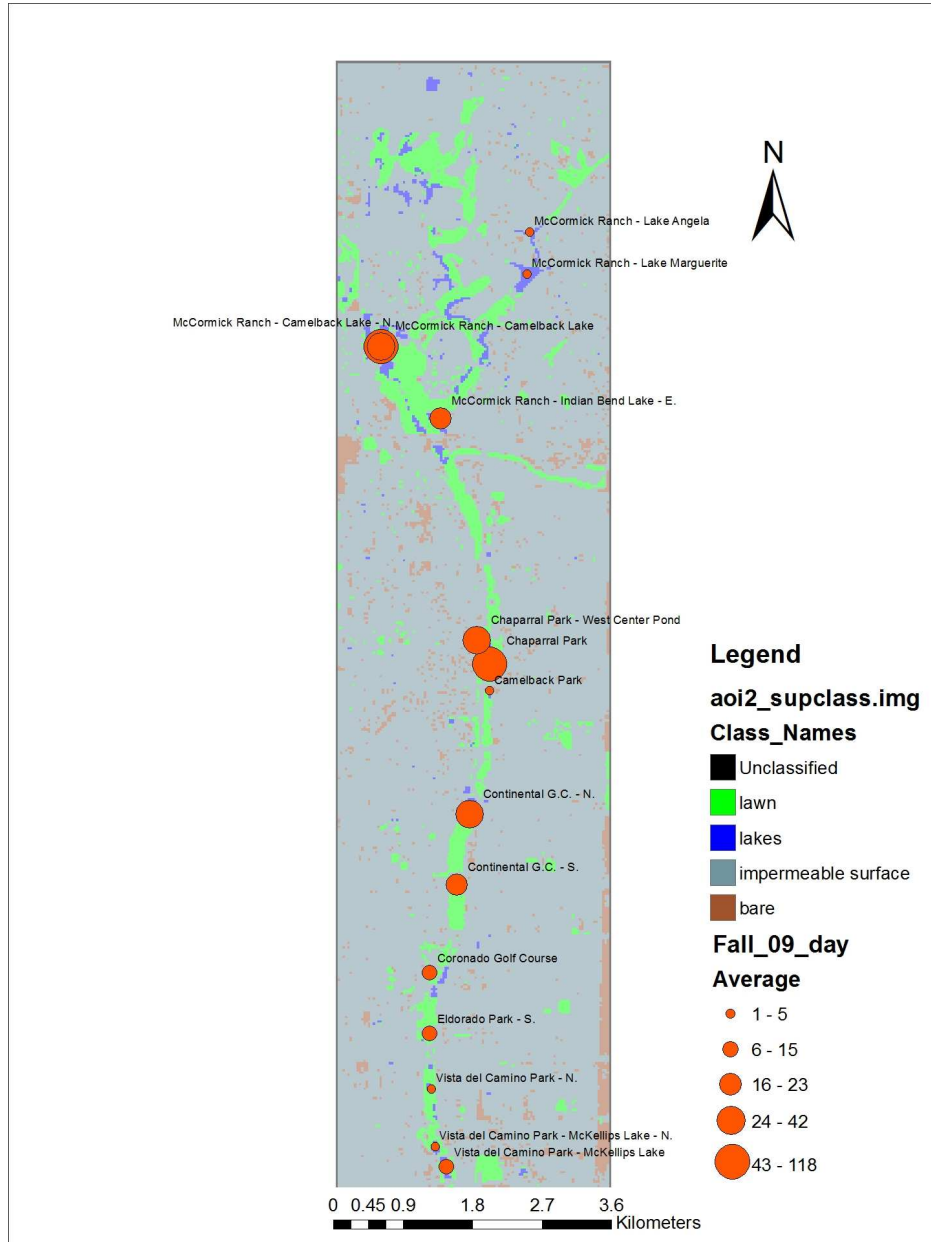 N
McCormick Ranch - Lake Angela
McCormick Ranch - Lake Marguerite
McCormick Ranch - Camelback Lake - N.
McCormick Ranch - Camelback Lake
McCormick Ranch - Indian Bend Lake - E.
Chaparral Park - West Center Pond
Chaparral Park
Camelback Park
Continental G.C. - N.
Continental G.C. - S.
Coronado Golf Course
Eldorado Park - S.
Vista del Camino Park - N.
Vista del Camino Park - McKellips Lake - N.
Vista del Camino Park - McKellips Lake
Legend
aoi2_supclass.img
Class_Names
Unclassified
lawn
lakes
impermeable surface
bare
Fall_09_day
Average
1 - 5
6 - 15
16 - 23
24 - 42
43 - 118
0 0.45 0.9 1.8 2.7 3.6
Kilometers